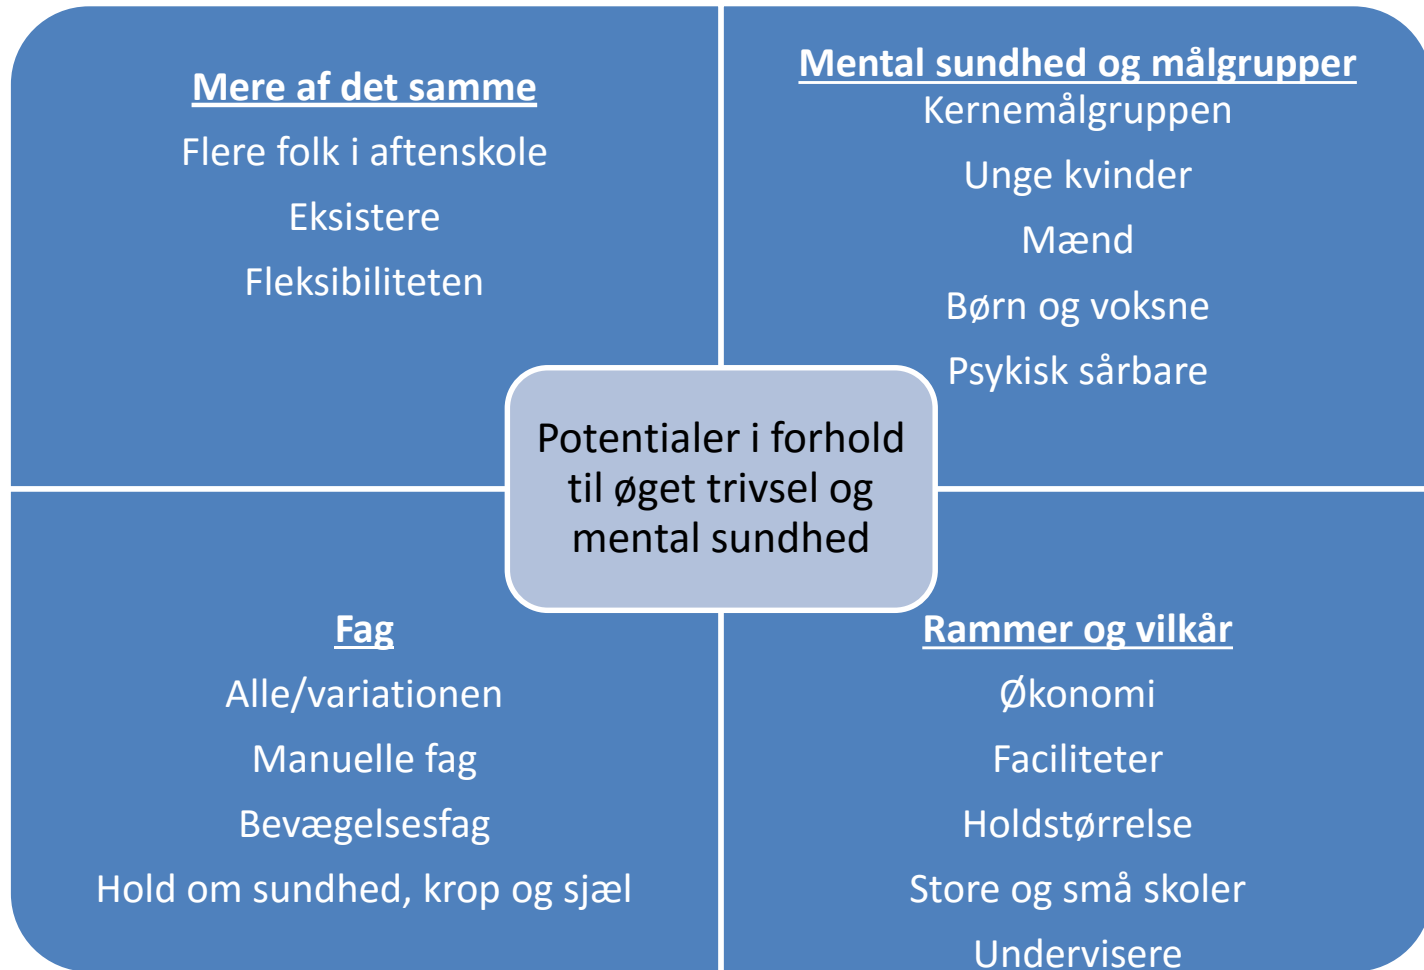 Mere af det samme
Flere folk i aftenskole
Eksistere
Fleksibiliteten
Mental sundhed og målgrupper
Kernemålgruppen
Unge kvinder
Mænd
Børn og voksne
Psykisk sårbare
Potentialer i forhold
til øget trivsel og
mental sundhed
Fag
Alle/variationen
Manuelle fag
Bevægelsesfag
Hold om sundhed, krop og sjæl
Rammer og vilkår
Økonomi
Faciliteter
Holdstørrelse
Store og små skoler
Undervisere